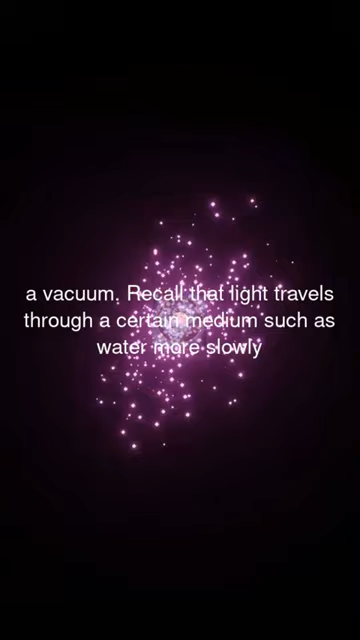 a vacuum. Recall that light travels
through a certain medium such as
water more slowly